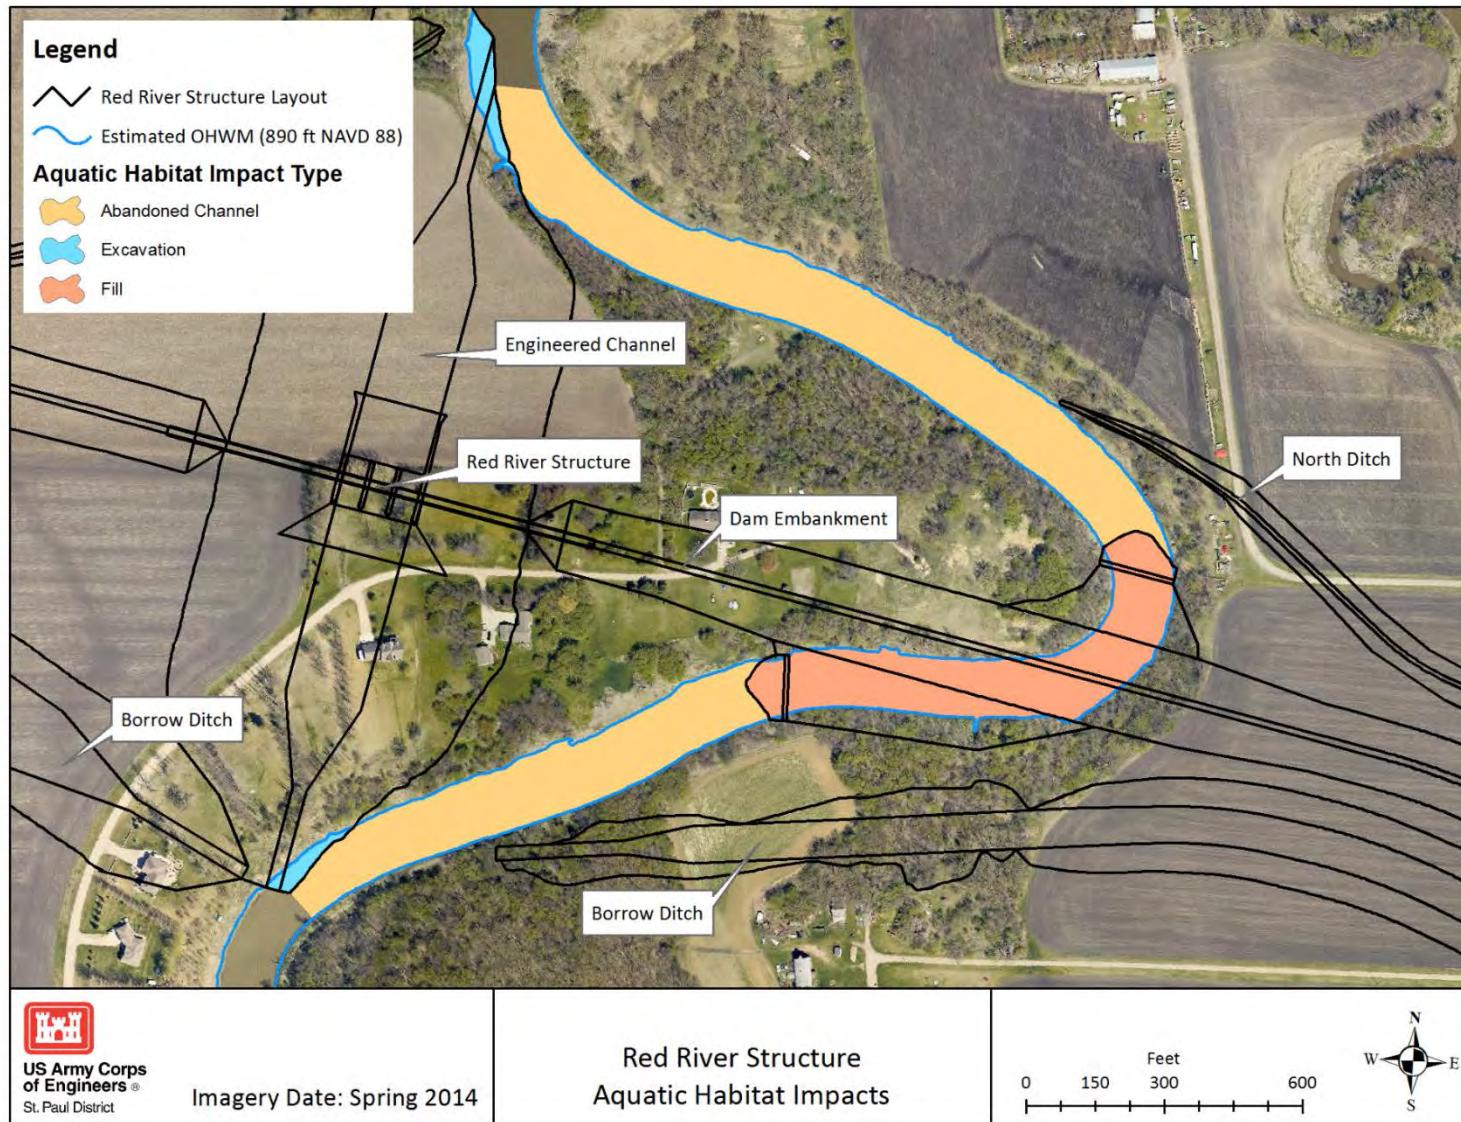 Legend
Red River Structure Layout
Estimated OHWM (890 ft NAVD 88)
Aquatic Habitat Impact Type
Abandoned Channel
Excavation
Fill
Engineered Channel
Red River Structure
North Ditch
Dam Embankment
Borrow Ditch
Borrow Ditch
US Army Corps
of Engineers ®
St. Paul District
Imagery Date: Spring 2014
Red River Structure
Aquatic Habitat Impacts
Feet
0 150 300 600
N
W E
S